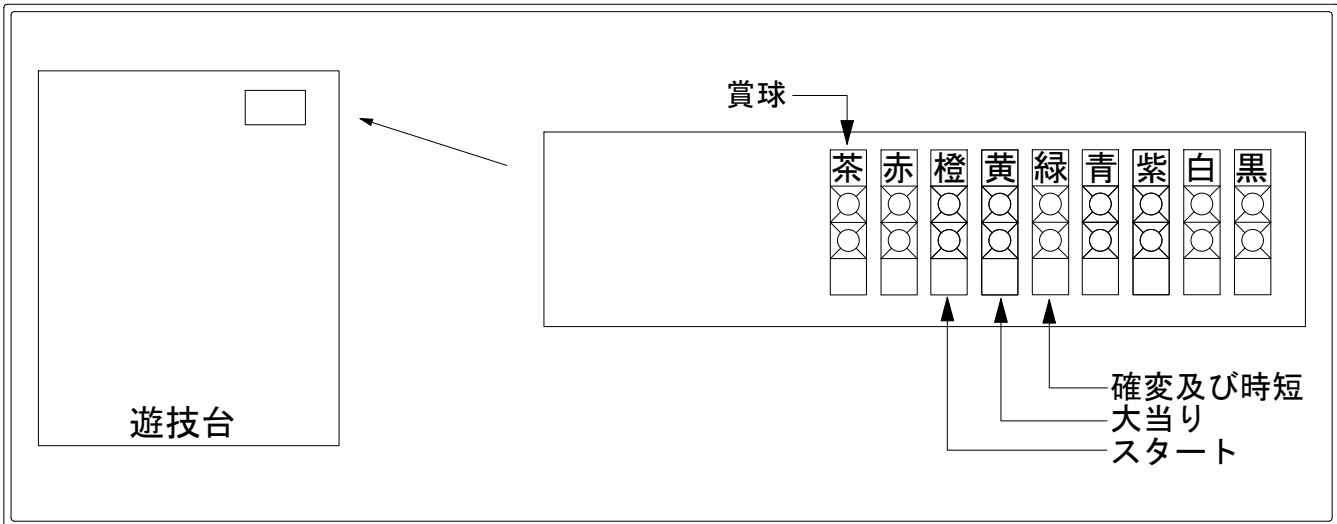 賞球
茶 赤 橙 黄 緑 青 紫 白 黒
確変及び時短
大当り
スタート
遊技台